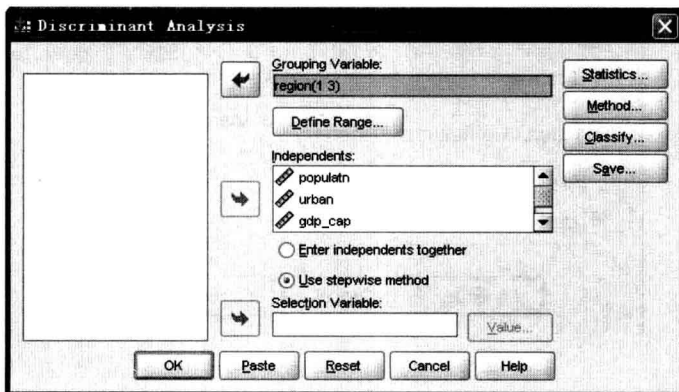 Discriminant Analysis
Grouping Variable:
region(1 3)
Define Range...
Independents:
populatn
urban
gdp_cap
Enter independents together
Use stepwise method
Selection Variable:
Value...
Statistics...
Method...
Classify...
Save...
OK
Paste
Reset
Cancel
Help